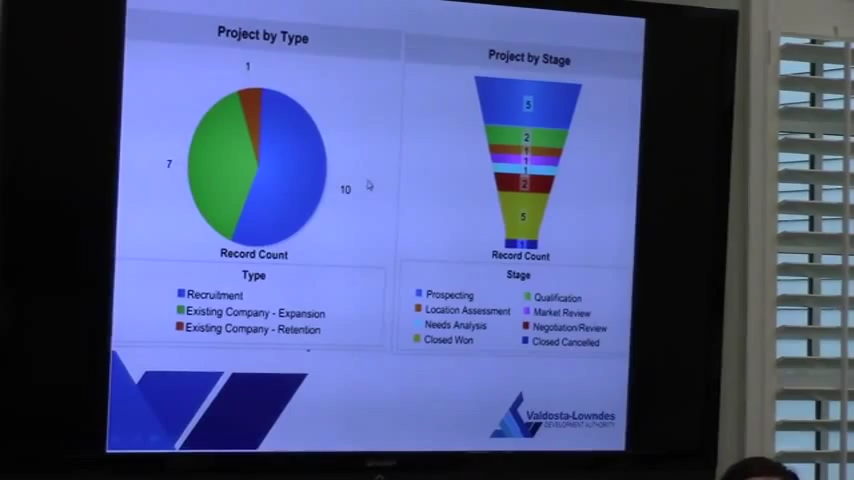 Project by Type
1
7
10
Record Count
Type
Recruitment
Existing Company - Expansion
Existing Company - Retention
Project by Stage
5
2
1
1
1
2
5
1
Record Count
Stage
Prospecting
Qualification
Location Assessment
Market Review
Needs Analysis
Negotiation/Review
Closed Won
Closed Cancelled
Valdosta-Lowndes
DEVELOPMENT AUTHORITY